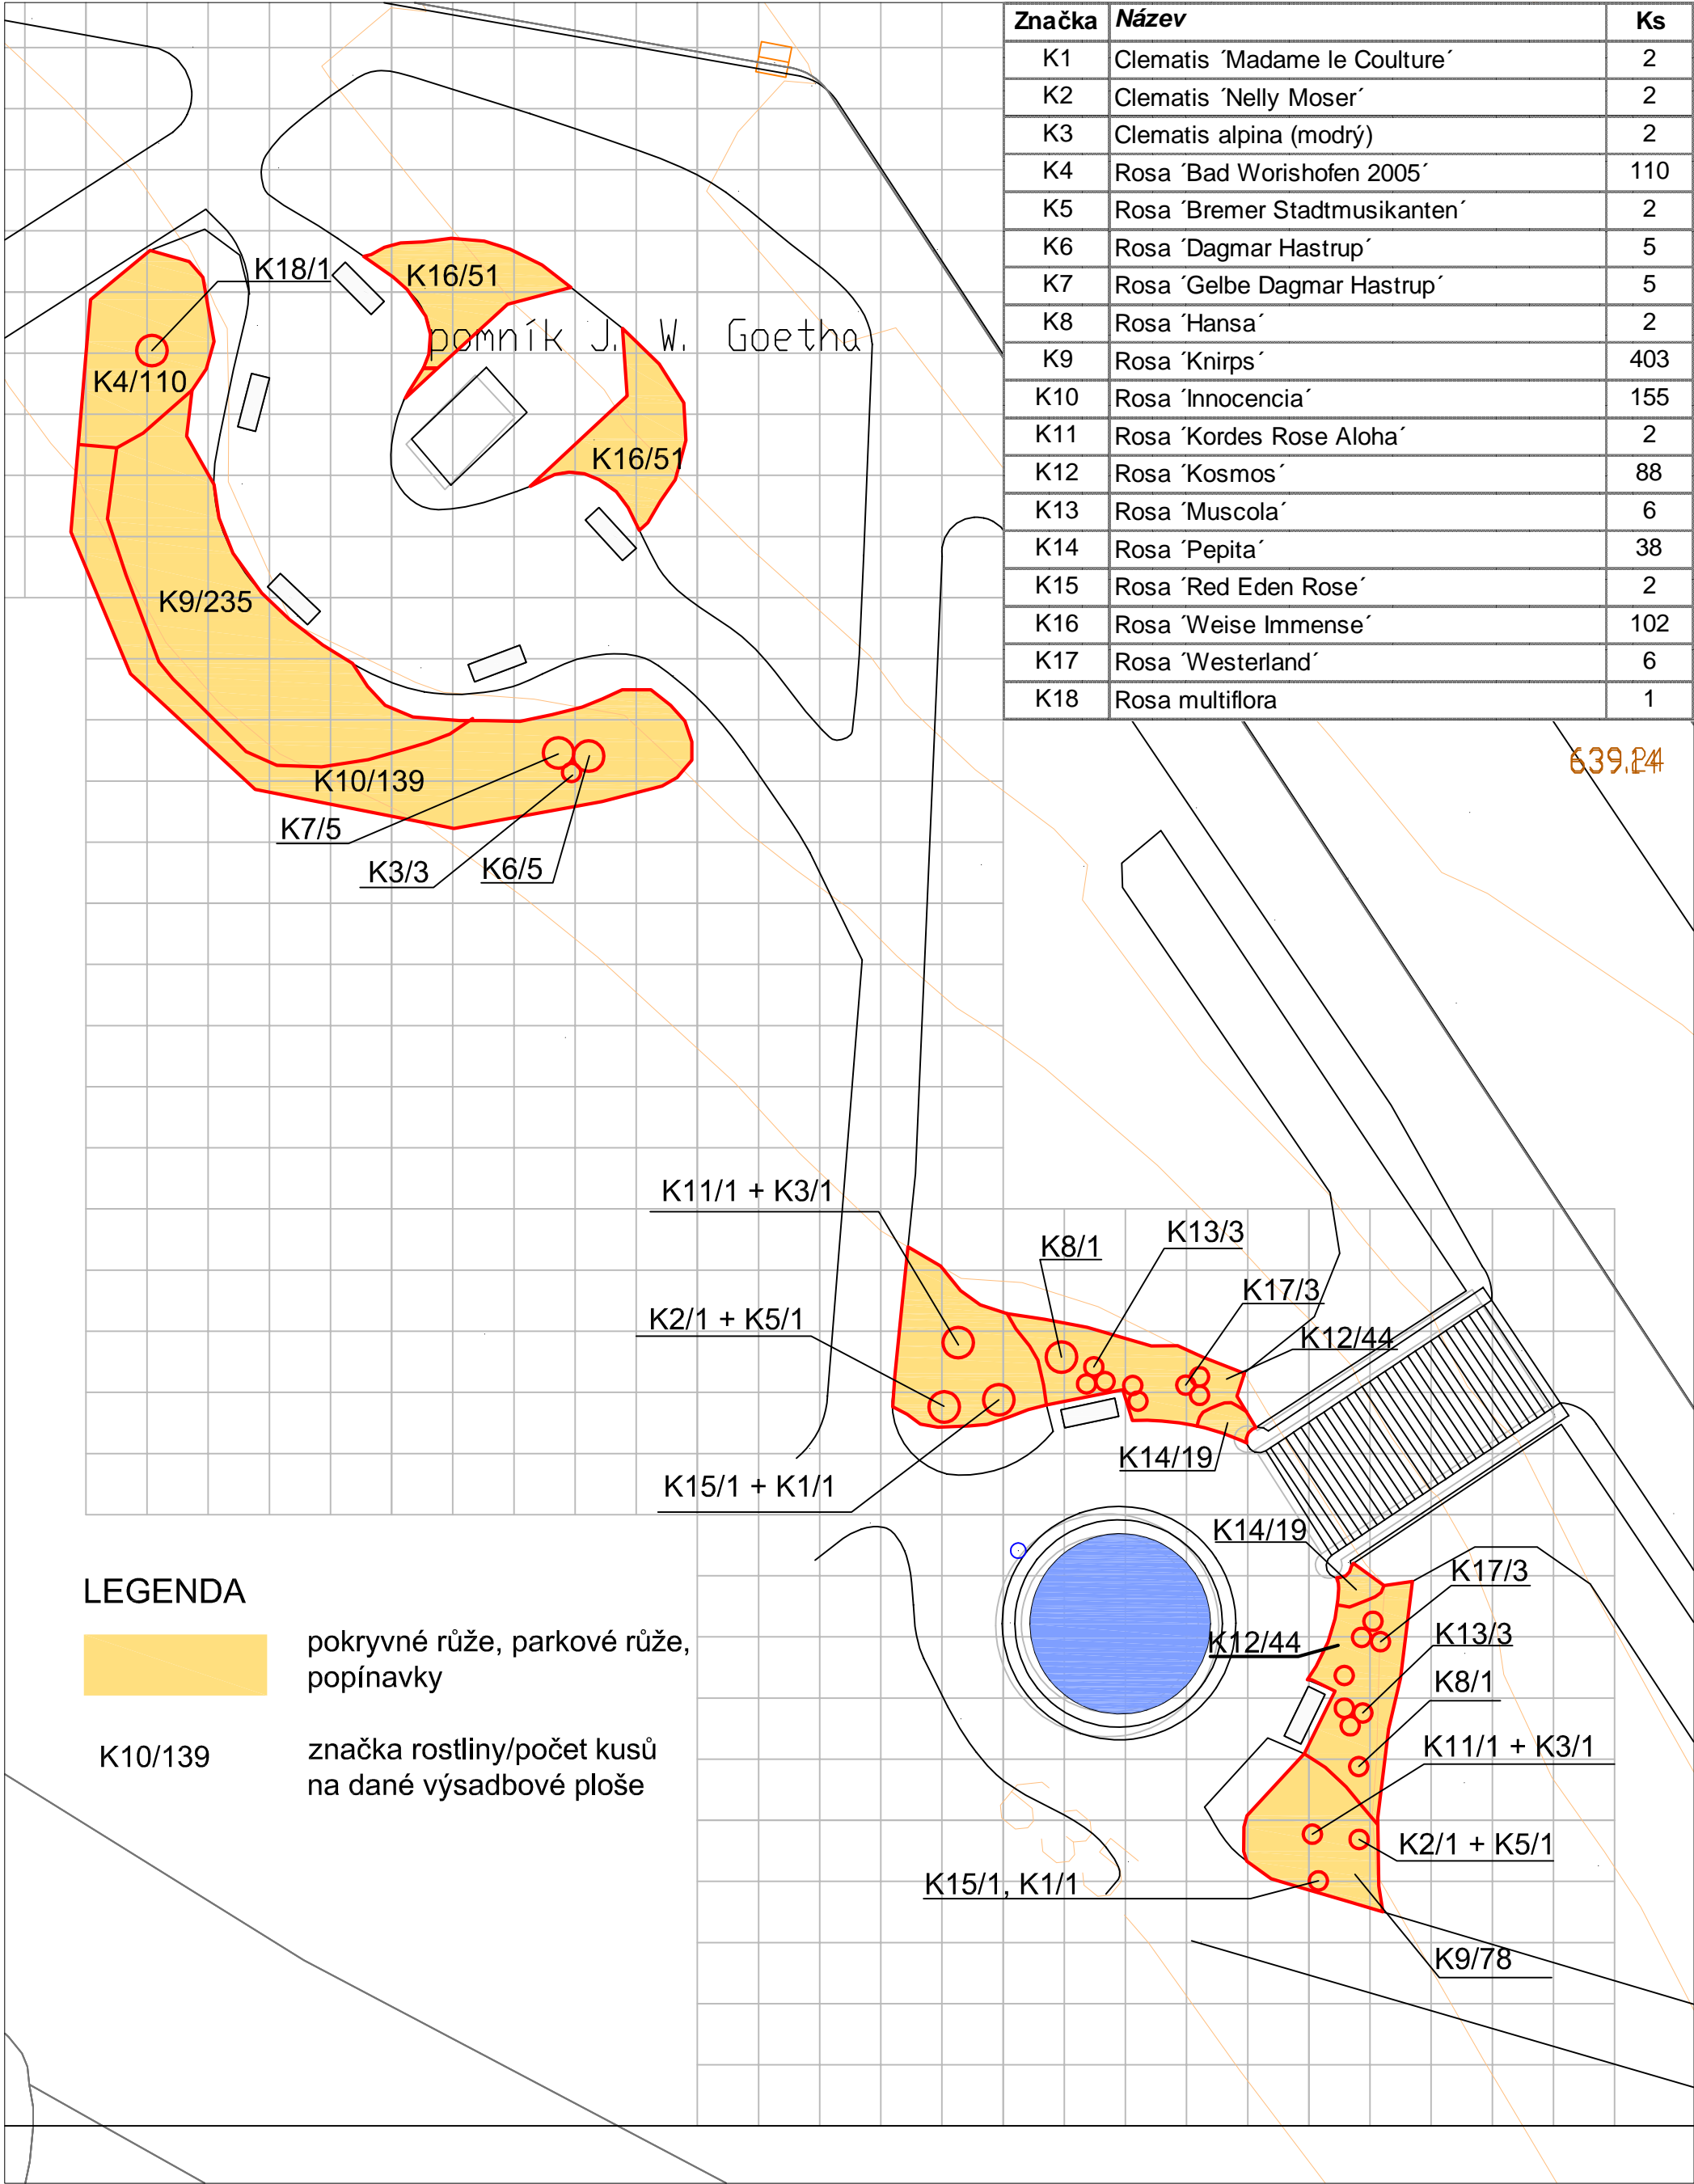 Značka Název Ks
K1 Clematis ´Madame le Coulture´ 2
K2 Clematis ´Nelly Moser´ 2
K3 Clematis alpina (modrý) 2
K4 Rosa ´Bad Worishofen 2005´ 110
K5 Rosa ´Bremer Stadtmusikanten´ 2
K6 Rosa ´Dagmar Hastrup´ 5
K7 Rosa ´Gelbe Dagmar Hastrup´ 5
K8 Rosa ´Hansa´ 2
K9 Rosa ´Knirps´ 403
K10 Rosa ´Innocencia´ 155
K11 Rosa ´Kordes Rose Aloha´ 2
K12 Rosa ´Kosmos´ 88
K13 Rosa ´Muscola´ 6
K14 Rosa ´Pepita´ 38
K15 Rosa ´Red Eden Rose´ 2
K16 Rosa ´Weise Immense´ 102
K17 Rosa ´Westerland´ 6
K18 Rosa multiflora 1
K18/1
K16/51
pomník J. W. Goetha
K4/110
K16/51
K9/235
K10/139
K7/5
K3/3
K6/5
K11/1 + K3/1
K8/1
K13/3
K17/3
K2/1 + K5/1
K12/44
K14/19
K15/1 + K1/1
K14/19
K17/3
K12/44
K13/3
K8/1
K11/1 + K3/1
K2/1 + K5/1
K15/1, K1/1
K9/78
LEGENDA
pokryvné růže, parkové růže,
popínavky
K10/139
značka rostliny/počet kusů
na dané výsadbové ploše